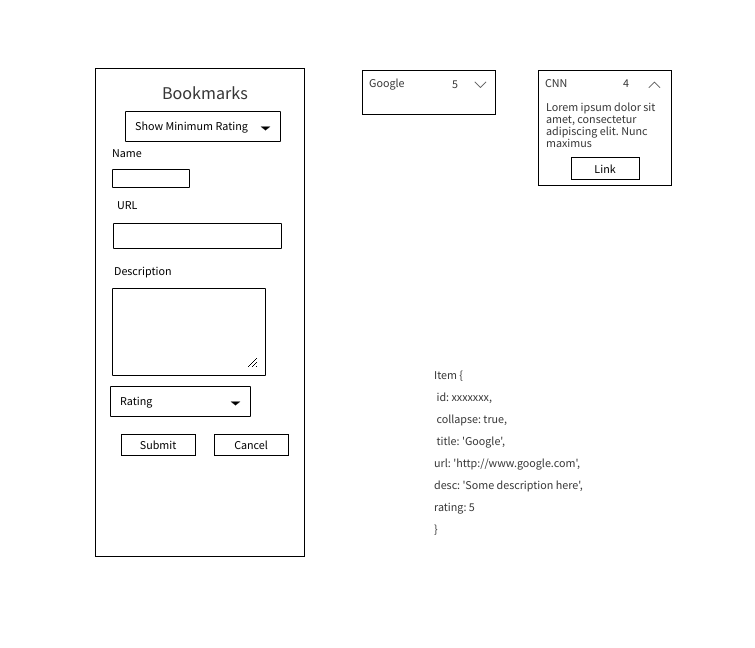 Bookmarks
Show Minimum Rating
Name
URL
Description
Rating
Submit
Cancel
Google
5
CNN
4
Lorem ipsum dolor sit
amet, consectetur
adipiscing elit. Nunc
maximus
Link
Item {
id: xxxxxxx,
collapse: true,
title: 'Google',
url: 'http://www.google.com',
desc: 'Some description here',
rating: 5
}